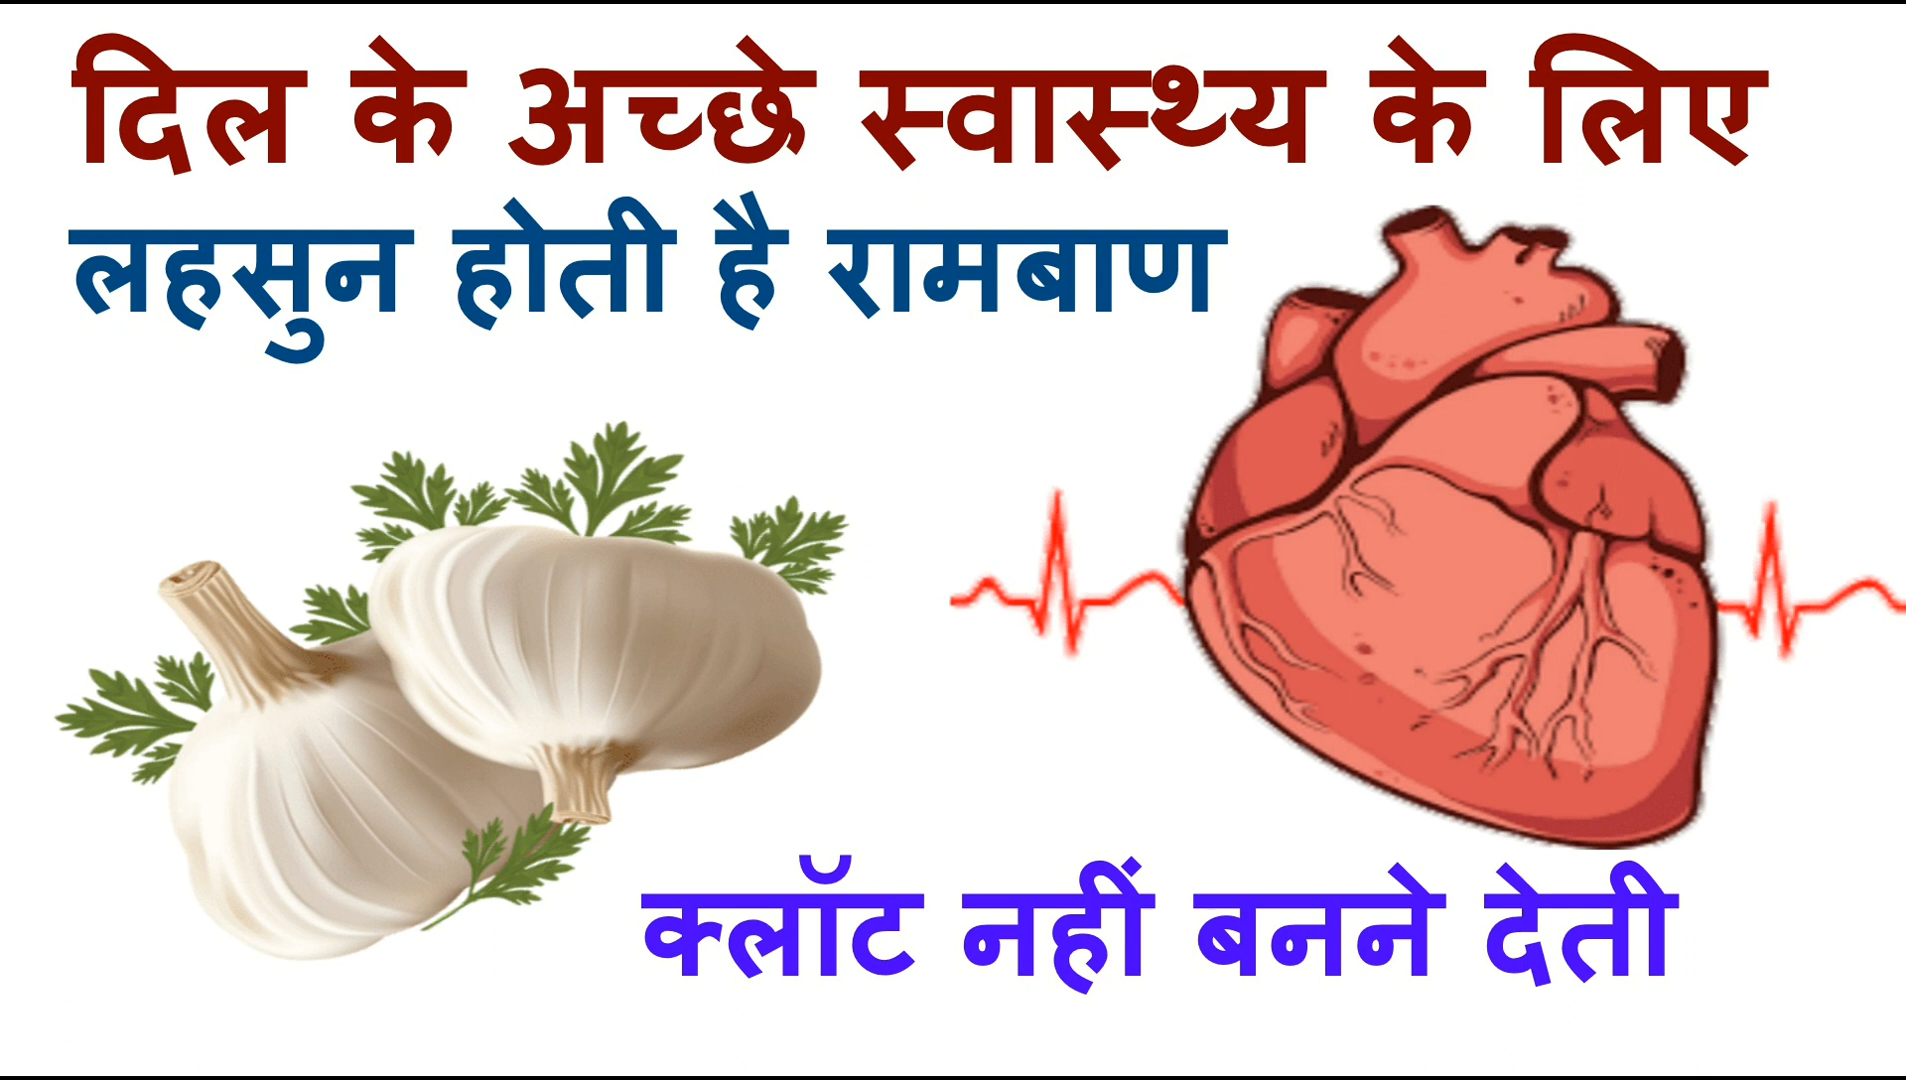 दिल के अच्छे स्वास्थ्य के लिए
लहसुन होती है रामबाण
क्लॉट नहीं बनने देती